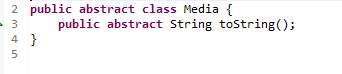 2 public abstract class Media {
3     public abstract String toString();
4 }
5